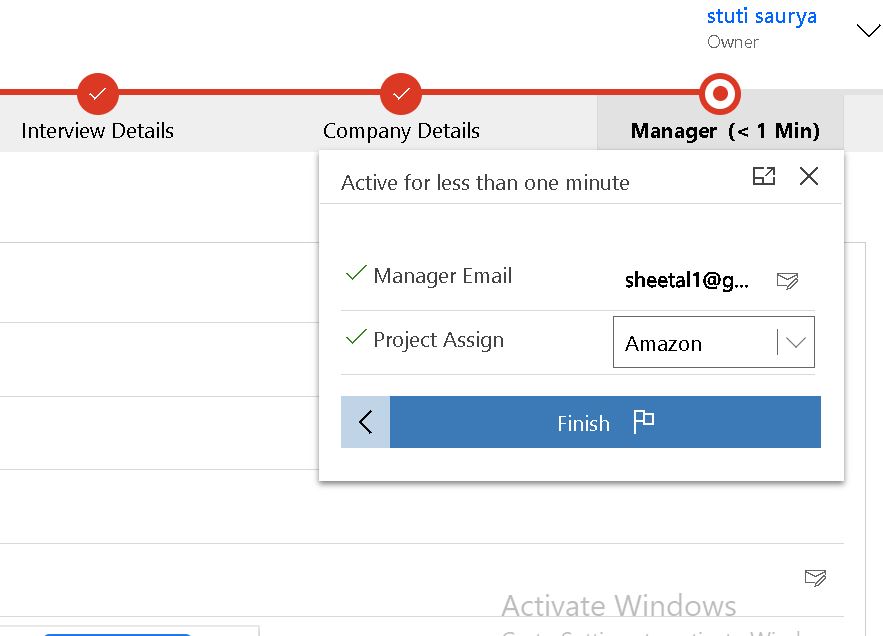 stuti saurya
Owner
Interview Details
Company Details
Manager (< 1 Min)
Active for less than one minute
Manager Email
sheetal1@g...
Project Assign
Amazon
Finish
Activate Windows